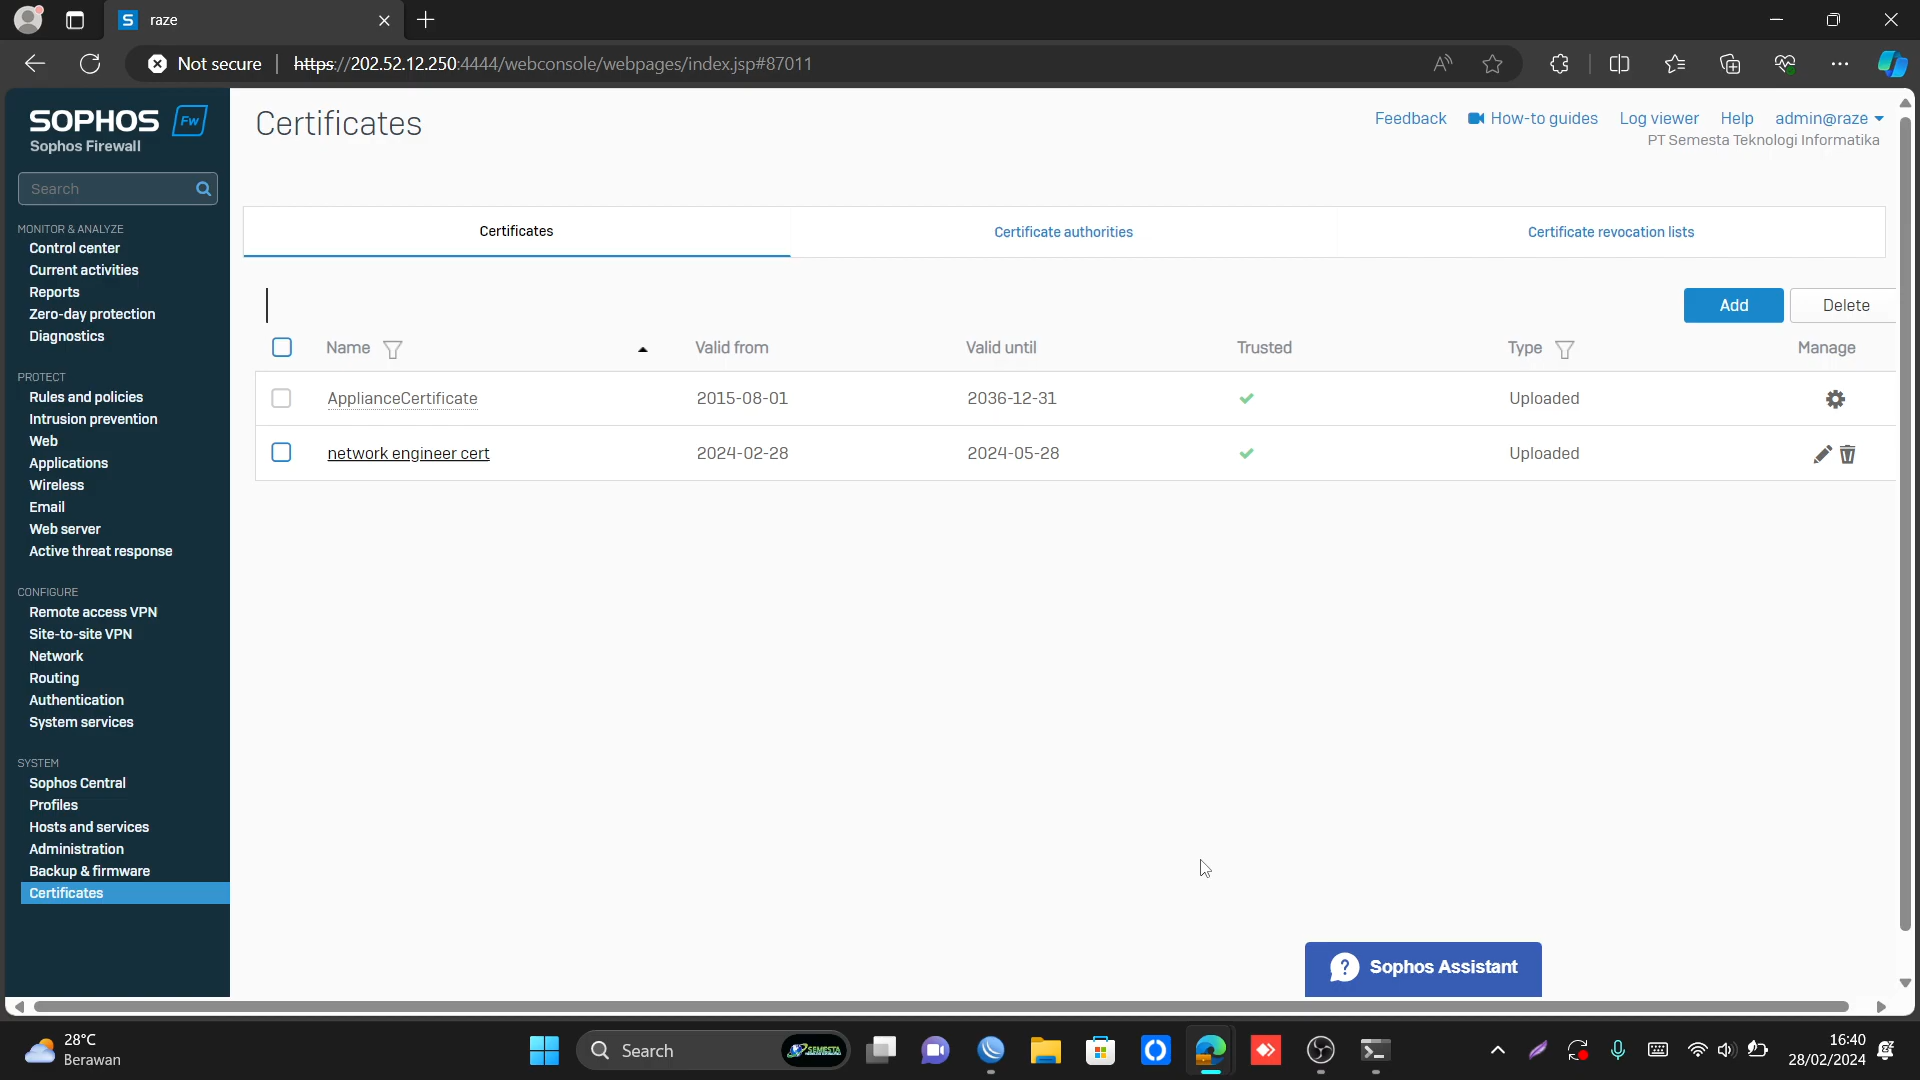 raze
Not secure
https://202.52.12.250:4444/webconsole/webpages/index.jsp#87011
SOPHOS Fw
Sophos Firewall
Search
MONITOR & ANALYZE
Control center
Current activities
Reports
Zero-day protection
Diagnostics
PROTECT
Rules and policies
Intrusion prevention
Web
Applications
Wireless
Email
Web server
Active threat response
CONFIGURE
Remote access VPN
Site-to-site VPN
Network
Routing
Authentication
System services
SYSTEM
Sophos Central
Profiles
Hosts and services
Administration
Backup & firmware
Certificates
Certificates
Feedback How-to guides Log viewer Help admin@raze
PT Semesta Teknologi Informatika
Certificates Certificate authorities Certificate revocation lists
Add Delete
Name Valid from Valid until Trusted Type Manage
ApplianceCertificate 2015-08-01 2036-12-31 Uploaded
network engineer cert 2024-02-28 2024-05-28 Uploaded
? Sophos Assistant
28°C
Berawan
Search
SEMESTA
16:40
28/02/2024